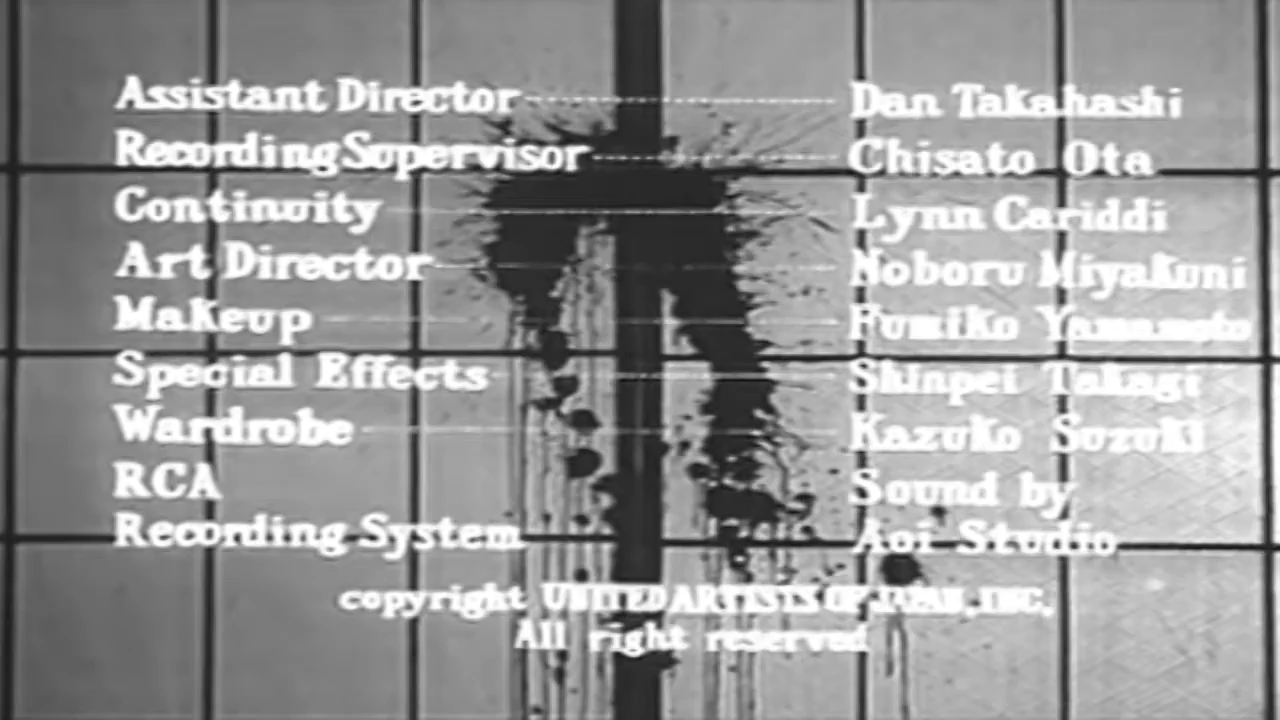 Assistant Director Dan Takahashi
Recording Supervisor Chisato Ota
Continuity Lynn Cariddi
Art Director Noboru Miyakuni
Makeup Fumiko Yamamoto
Special Effects Shinpei Takagi
Wardrobe Kazuko Suzuki
RCA Sound by
Recording System Aoi Studio
copyright UNITED ARTISTS OF JAPAN, INC.
All right reserved